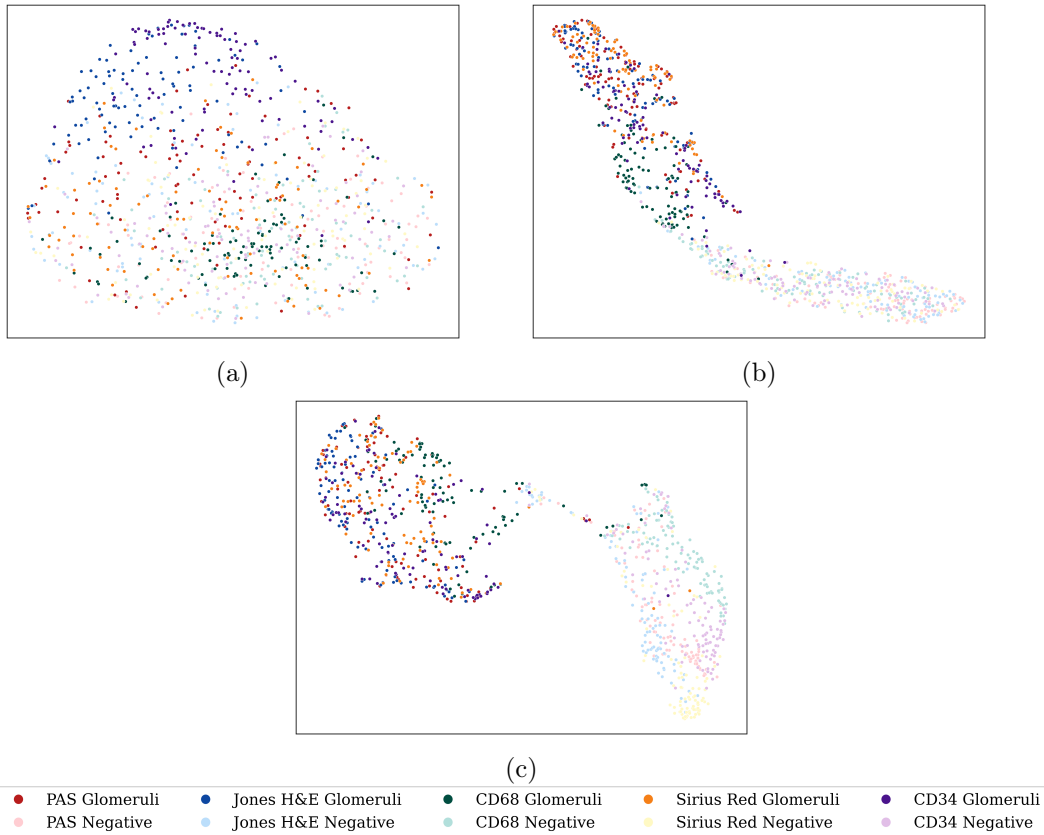 (a) (b)
(c)
PAS Glomeruli Jones H&E Glomeruli CD68 Glomeruli Sirius Red Glomeruli CD34 Glomeruli
PAS Negative Jones H&E Negative CD68 Negative Sirius Red Negative CD34 Negative